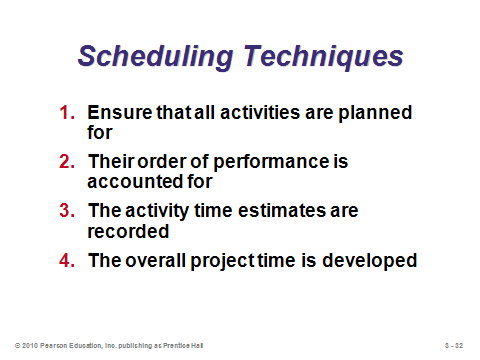 Scheduling Techniques
1. Ensure that all activities are planned
for
2. Their order of performance is
accounted for
3. The activity time estimates are
recorded
4. The overall project time is developed
© 2010 Pearson Education, Inc. publishing as Prentice Hall
3 - 32